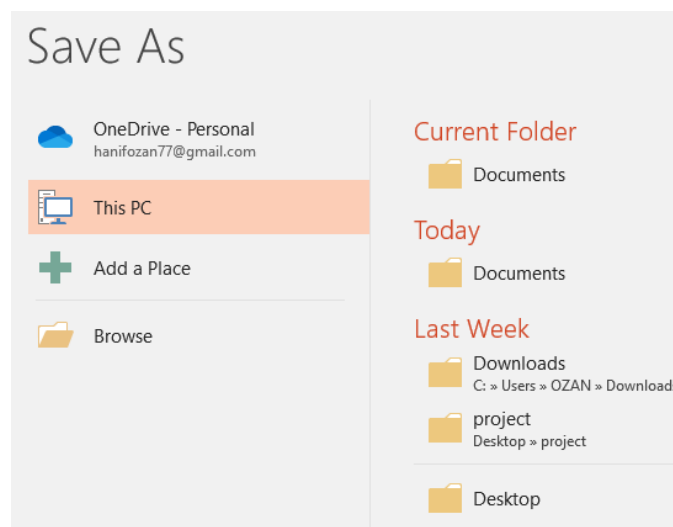 Save As
OneDrive - Personal
hanifozan77@gmail.com
This PC
Add a Place
Browse
Current Folder
Documents
Today
Documents
Last Week
Downloads
C: » Users » OZAN » Download
project
Desktop » project
Desktop